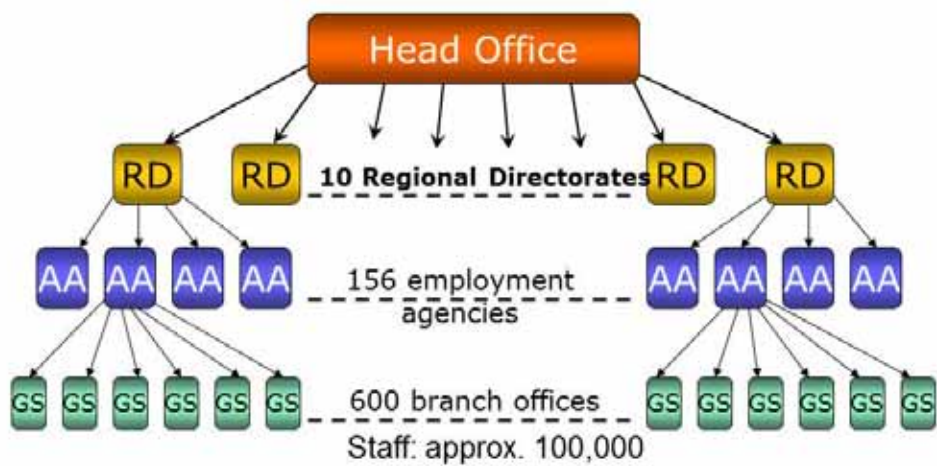 Head Office
RD RD 10 Regional Directorates RD RD
AA AA AA AA 156 employment AA AA AA AA
agencies
GS GS GS GS GS GS 600 branch offices GS GS GS GS GS GS
Staff: approx. 100,000